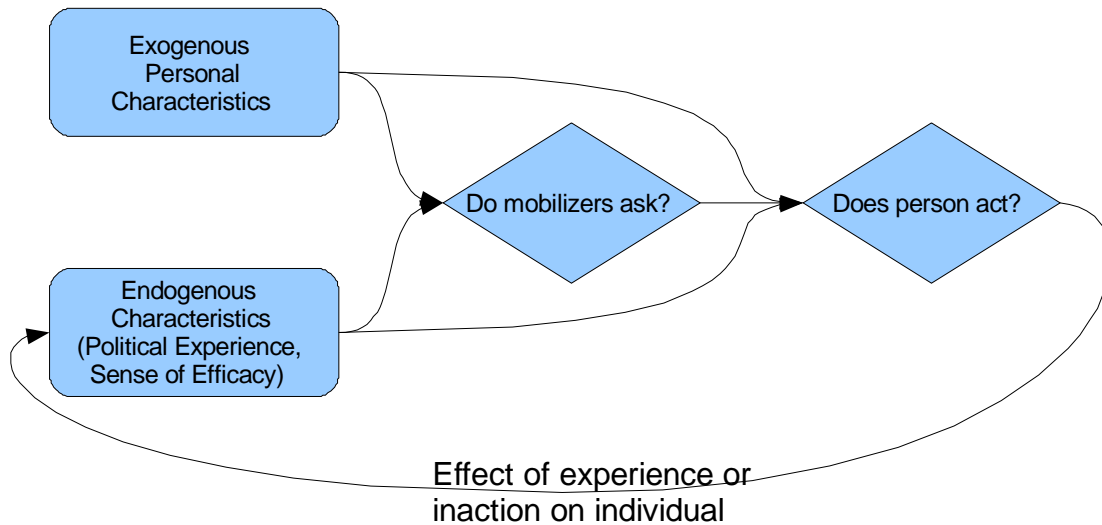 Exogenous
Personal
Characteristics
Do mobilizers ask?
Does person act?
Endogenous
Characteristics
(Political Experience,
Sense of Efficacy)
Effect of experience or
inaction on individual